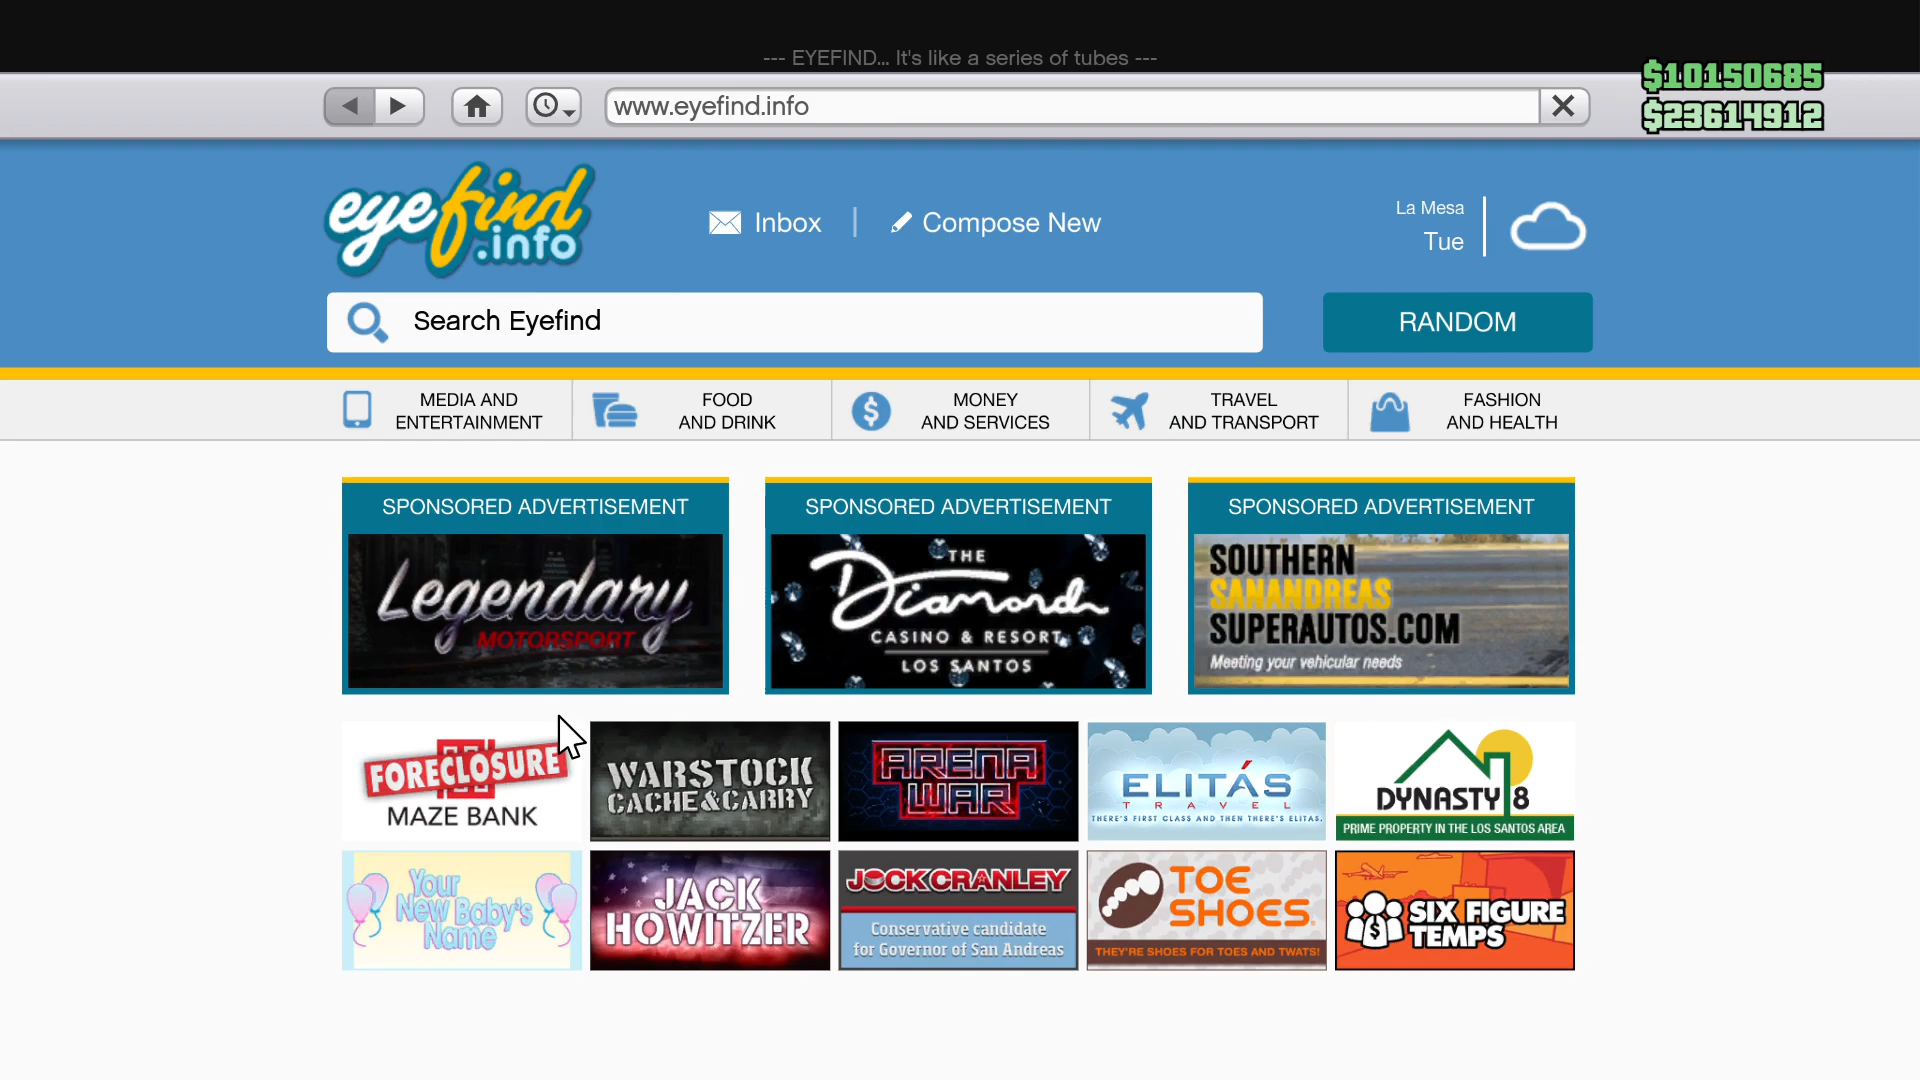 --- EYEFIND... It's like a series of tubes ---
www.eyefind.info
$10150685
$23614912
eyefind
.info
Inbox
Compose New
La Mesa
Tue
Search Eyefind
RANDOM
MEDIA AND
ENTERTAINMENT
FOOD
AND DRINK
MONEY
AND SERVICES
TRAVEL
AND TRANSPORT
FASHION
AND HEALTH
SPONSORED ADVERTISEMENT
Legendary
MOTORSPORT
SPONSORED ADVERTISEMENT
THE
Diamond
CASINO & RESORT
LOS SANTOS
SPONSORED ADVERTISEMENT
SOUTHERN
SANANDREAS
SUPERAUTOS.COM
Meeting your vehicular needs
FORECLOSURE
MAZE BANK
WARSTOCK
CACHE&CARRY
ARENA
WAR
ELITÁS
TRAVEL
THERE'S FIRST CLASS AND THEN THERE'S ELITAS.
DYNASTY 8
PRIME PROPERTY IN THE LOS SANTOS AREA
Your
New Baby's
Name
JACK
HOWITZER
JOCK CRANLEY
Conservative candidate
for Governor of San Andreas
TOE
SHOES
THEY'RE SHOES FOR TOES AND TWATS!
$
SIX FIGURE
TEMPS